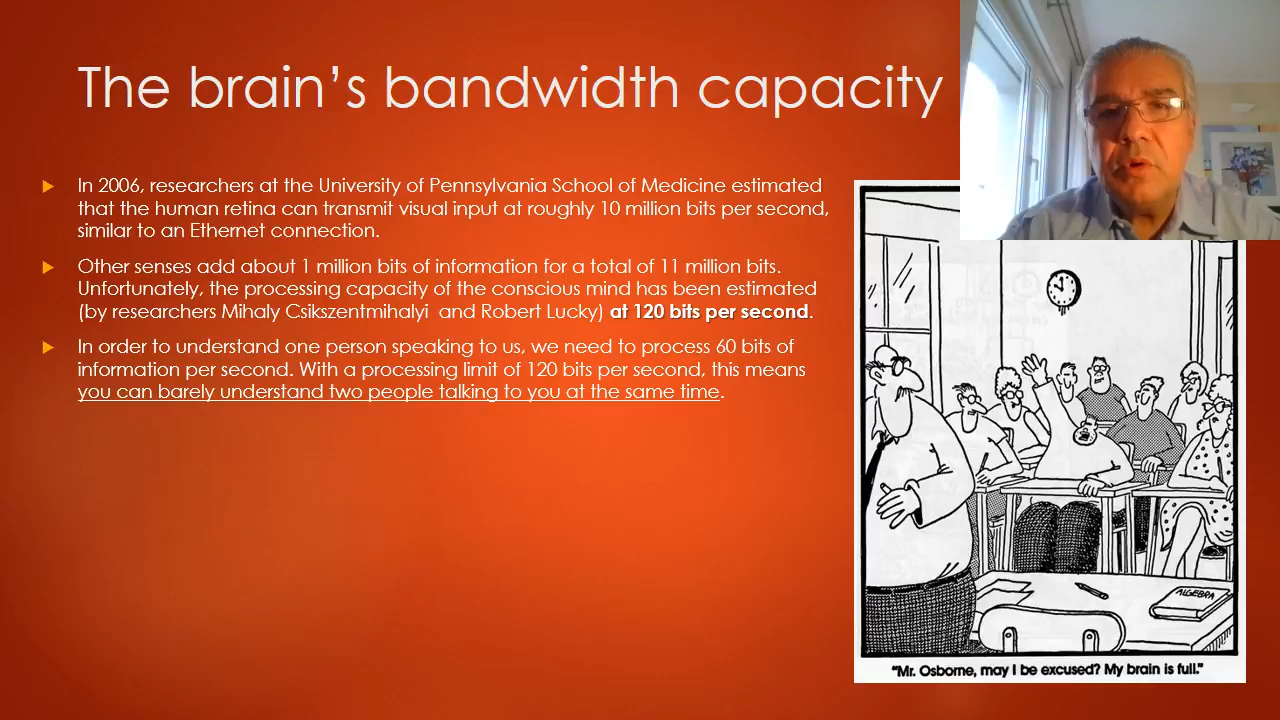 The brain’s bandwidth capacity
In 2006, researchers at the University of Pennsylvania School of Medicine estimated
that the human retina can transmit visual input at roughly 10 million bits per second,
similar to an Ethernet connection.
Other senses add about 1 million bits of information for a total of 11 million bits.
Unfortunately, the processing capacity of the conscious mind has been estimated
(by researchers Mihaly Csikszentmihalyi and Robert Lucky) at 120 bits per second.
In order to understand one person speaking to us, we need to process 60 bits of
information per second. With a processing limit of 120 bits per second, this means
you can barely understand two people talking to you at the same time.
ALGEBRA
"Mr. Osborne, may I be excused? My brain is full."